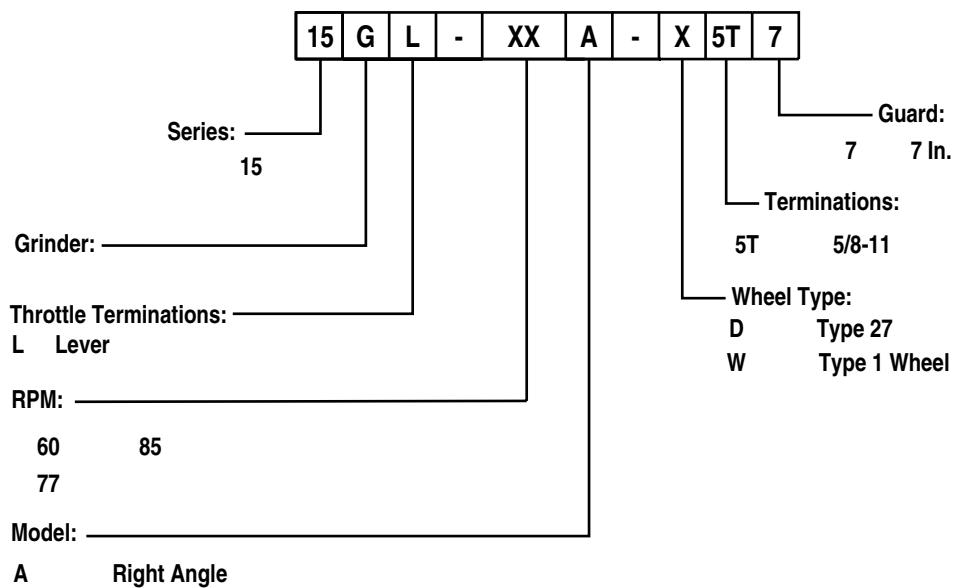 15 G L - XX A - X 5T 7
Guard:
7 7 In.
Series:
15
Terminations:
5T 5/8-11
Grinder:
Wheel Type:
D Type 27
W Type 1 Wheel
Throttle Terminations:
L Lever
RPM:
60 85
77
Model:
A Right Angle